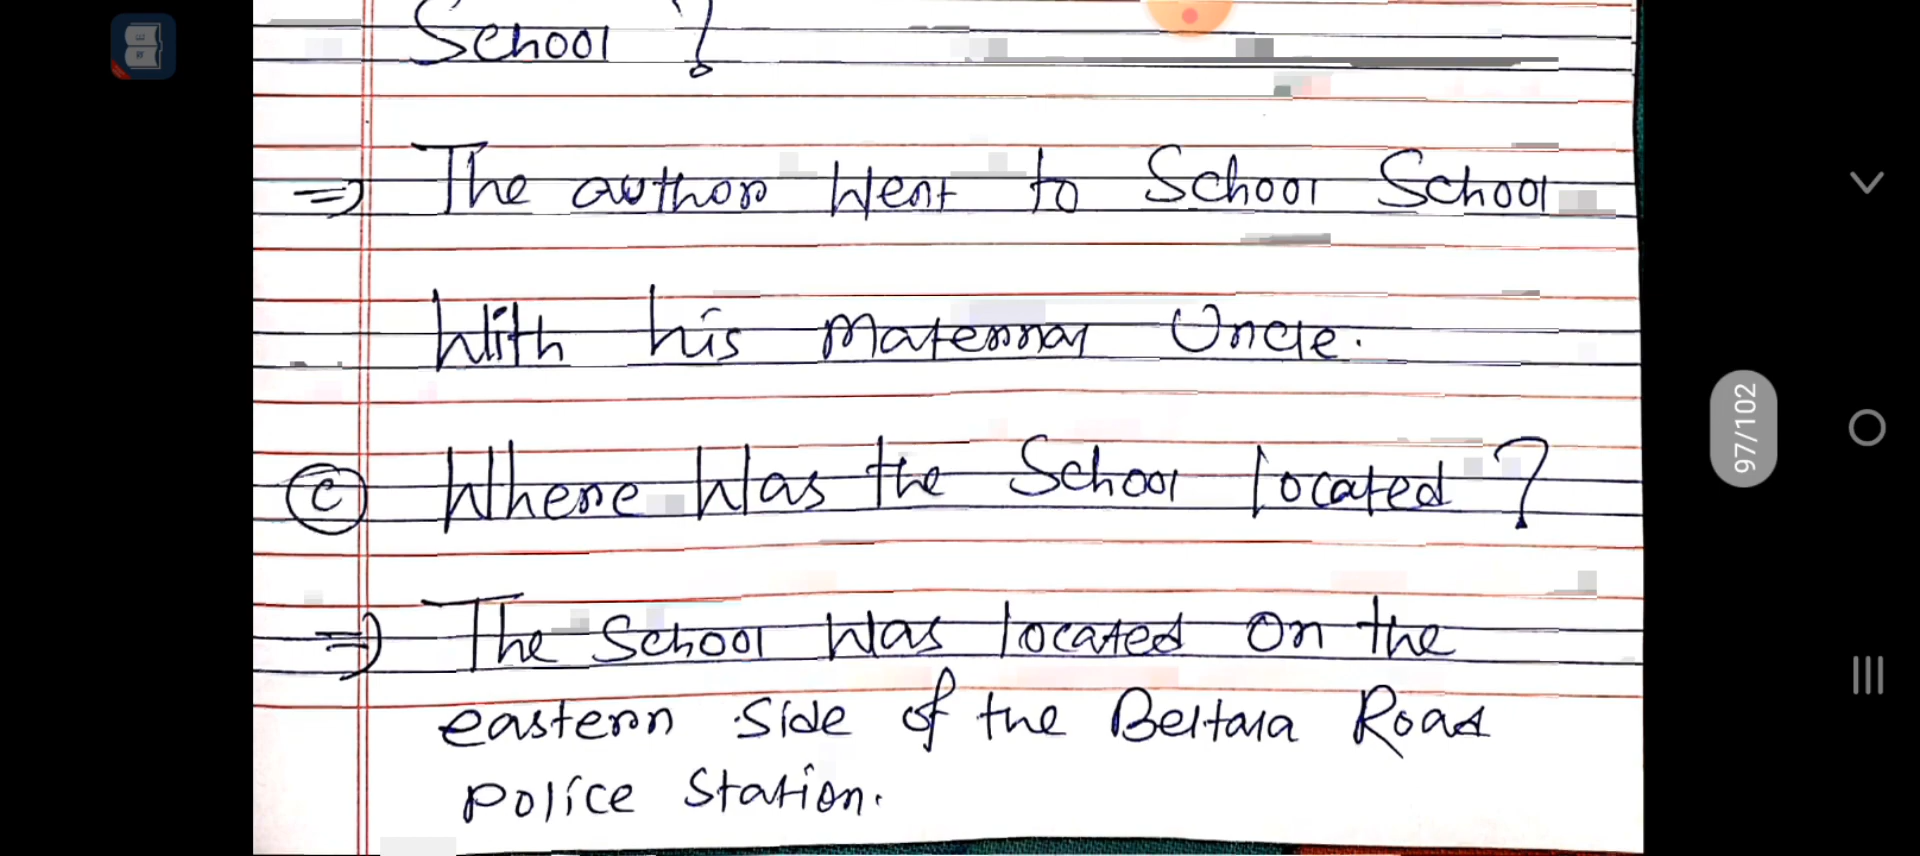 School ?
=> The author Went to School School
With his maternal Uncle.
(c) Where Was the School located ?
=> The School Was located on the
eastern side of the Beltala Road
police station.
97/102